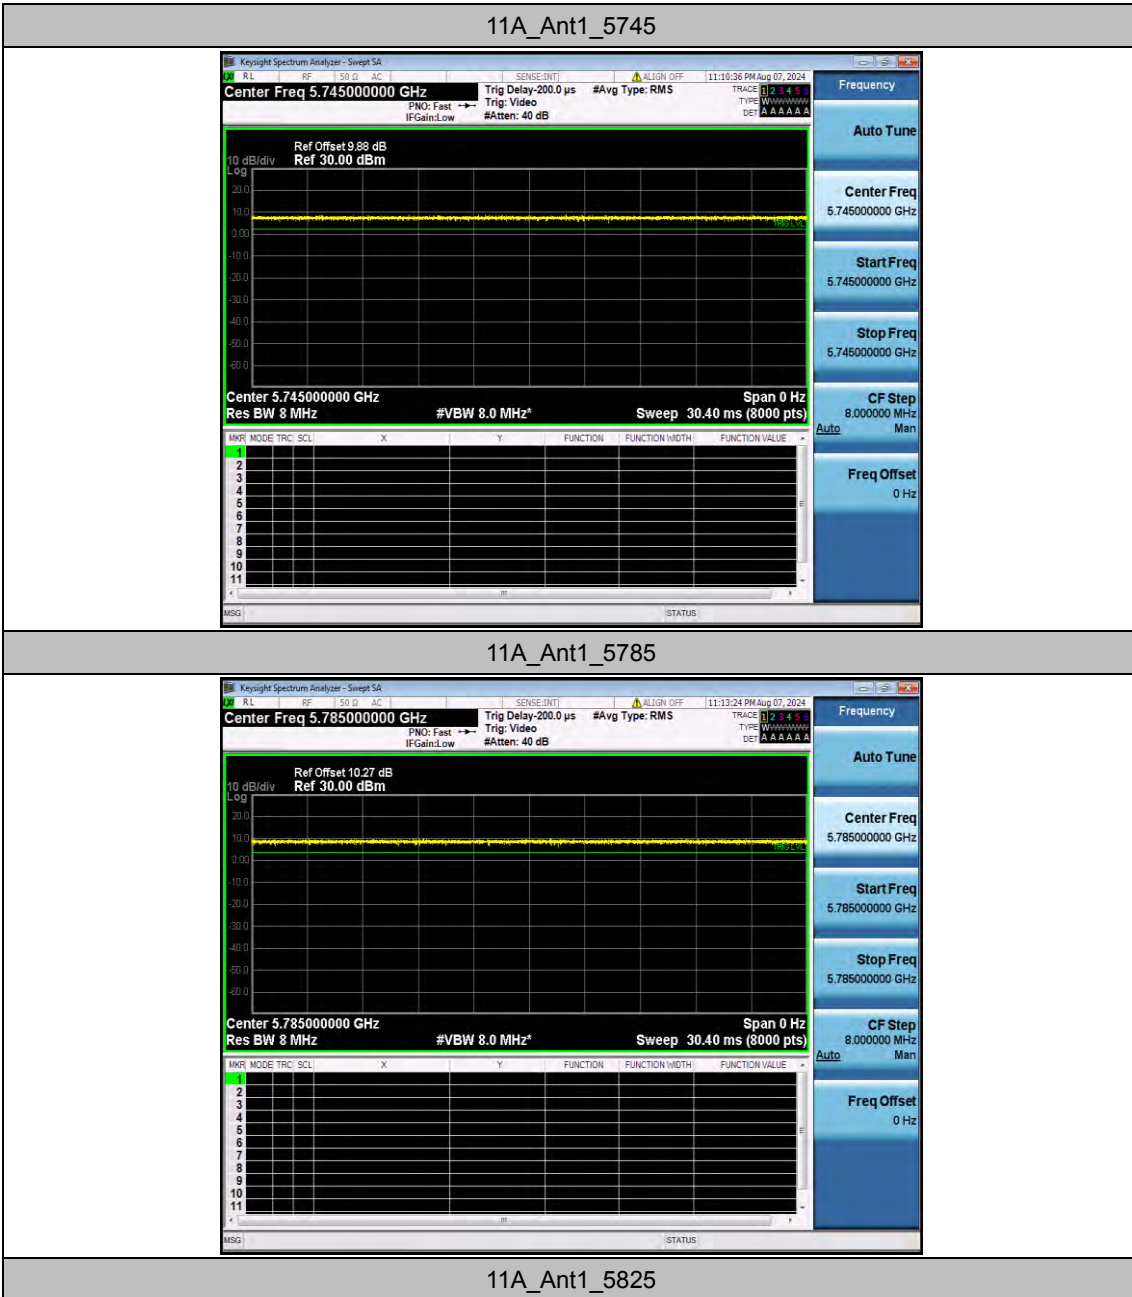 11A_Ant1_5745
Keysight Spectrum Analyzer - Swept SA
RL RF 50 Ω AC SENSE:INT ALIGN OFF 11:10:36 PM Aug 07, 2024
Center Freq 5.745000000 GHz
Trig Delay-200.0 µs #Avg Type: RMS
TRACE 1 2 3 4 5 6
PNO: Fast Trig: Video
TYPE WWWWWW
IFGain:Low #Atten: 40 dB
DET A A A A A A
Ref Offset 9.88 dB
10 dB/div Ref 30.00 dBm
Log
20.0
10.0
0.00
-10.0
-20.0
-30.0
-40.0
-50.0
-60.0
TRIG LVL
Center 5.745000000 GHz Span 0 Hz
Res BW 8 MHz #VBW 8.0 MHz* Sweep 30.40 ms (8000 pts)
MKR MODE TRC SCL X Y FUNCTION FUNCTION WIDTH FUNCTION VALUE
1
2
3
4
5
6
7
8
9
10
11
MSG STATUS
Frequency
Auto Tune
Center Freq
5.745000000 GHz
Start Freq
5.745000000 GHz
Stop Freq
5.745000000 GHz
CF Step
8.000000 MHz
Auto Man
Freq Offset
0 Hz
11A_Ant1_5785
Keysight Spectrum Analyzer - Swept SA
RL RF 50 Ω AC SENSE:INT ALIGN OFF 11:13:24 PM Aug 07, 2024
Center Freq 5.785000000 GHz
Trig Delay-200.0 µs #Avg Type: RMS
TRACE 1 2 3 4 5 6
PNO: Fast Trig: Video
TYPE WWWWWW
IFGain:Low #Atten: 40 dB
DET A A A A A A
Ref Offset 10.27 dB
10 dB/div Ref 30.00 dBm
Log
20.0
10.0
0.00
-10.0
-20.0
-30.0
-40.0
-50.0
-60.0
TRIG LVL
Center 5.785000000 GHz Span 0 Hz
Res BW 8 MHz #VBW 8.0 MHz* Sweep 30.40 ms (8000 pts)
MKR MODE TRC SCL X Y FUNCTION FUNCTION WIDTH FUNCTION VALUE
1
2
3
4
5
6
7
8
9
10
11
MSG STATUS
Frequency
Auto Tune
Center Freq
5.785000000 GHz
Start Freq
5.785000000 GHz
Stop Freq
5.785000000 GHz
CF Step
8.000000 MHz
Auto Man
Freq Offset
0 Hz
11A_Ant1_5825